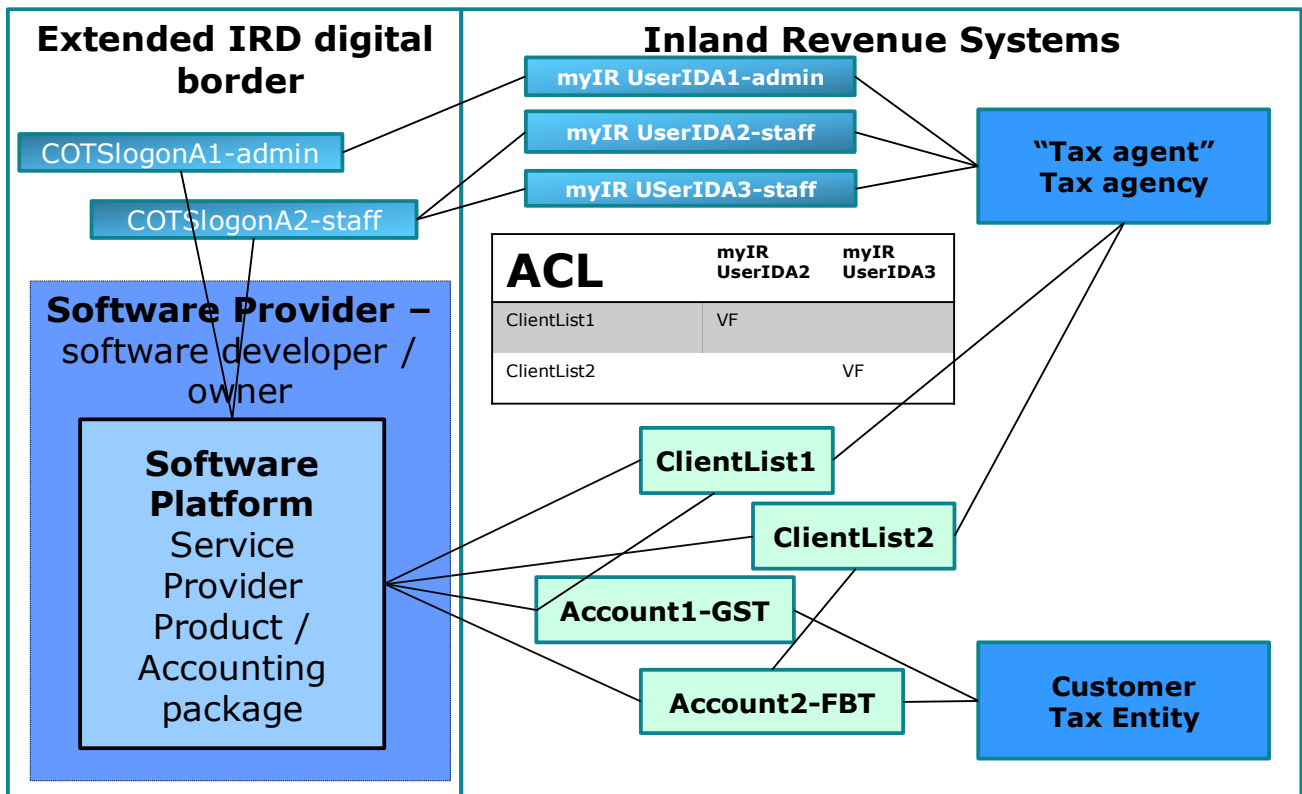 Extended IRD digital
border
COTSlogonA1-admin
COTSlogonA2-staff
Software Provider –
software developer /
owner
Software
Platform
Service
Provider
Product /
Accounting
package
Inland Revenue Systems
myIR UserIDA1-admin
myIR UserIDA2-staff
myIR USerIDA3-staff
“Tax agent”
Tax agency
ACL
myIR
UserIDA2
myIR
UserIDA3
ClientList1 VF
ClientList2 VF
ClientList1
ClientList2
Account1-GST
Account2-FBT
Customer
Tax Entity